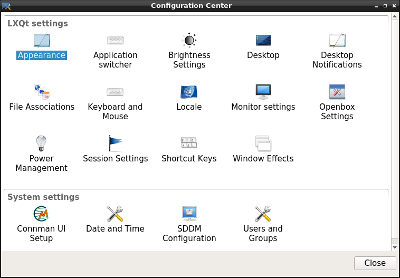 Configuration Center
LXQt settings
Appearance
Application
switcher
Brightness
Settings
Desktop
Desktop
Notifications
File Associations
Keyboard and
Mouse
Locale
Monitor settings
Openbox
Settings
Power
Management
Session Settings
Shortcut Keys
Window Effects
System settings
Connman UI
Setup
Date and Time
SDDM
Configuration
Users and
Groups
Close